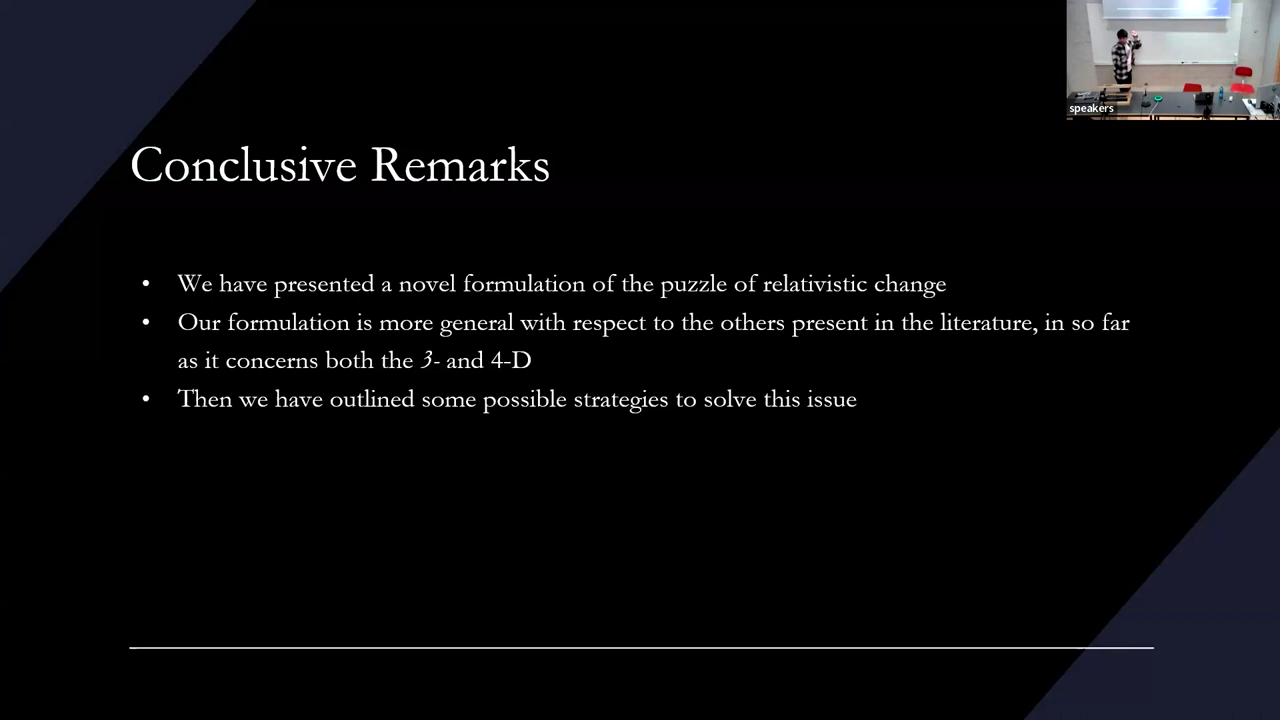 speakers
Conclusive Remarks
• We have presented a novel formulation of the puzzle of relativistic change
• Our formulation is more general with respect to the others present in the literature, in so far
as it concerns both the 3- and 4-D
• Then we have outlined some possible strategies to solve this issue